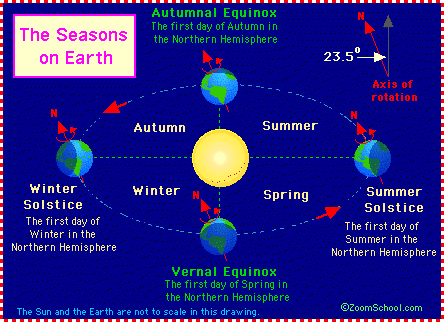 The Seasons
on Earth
Autumnal Equinox
The first day of Autumn in
the Northern Hemisphere
N
23.5°
Axis of
rotation
N
Autumn
Summer
N
N
Winter
Solstice
The first day of
Winter in the
Northern Hemisphere
Winter
Spring
Summer
Solstice
The first day of
Summer in the
Northern Hemisphere
N
Vernal Equinox
The first day of Spring in
the Northern Hemisphere
©ZoomSchool.com
The Sun and the Earth are not to scale in this drawing.